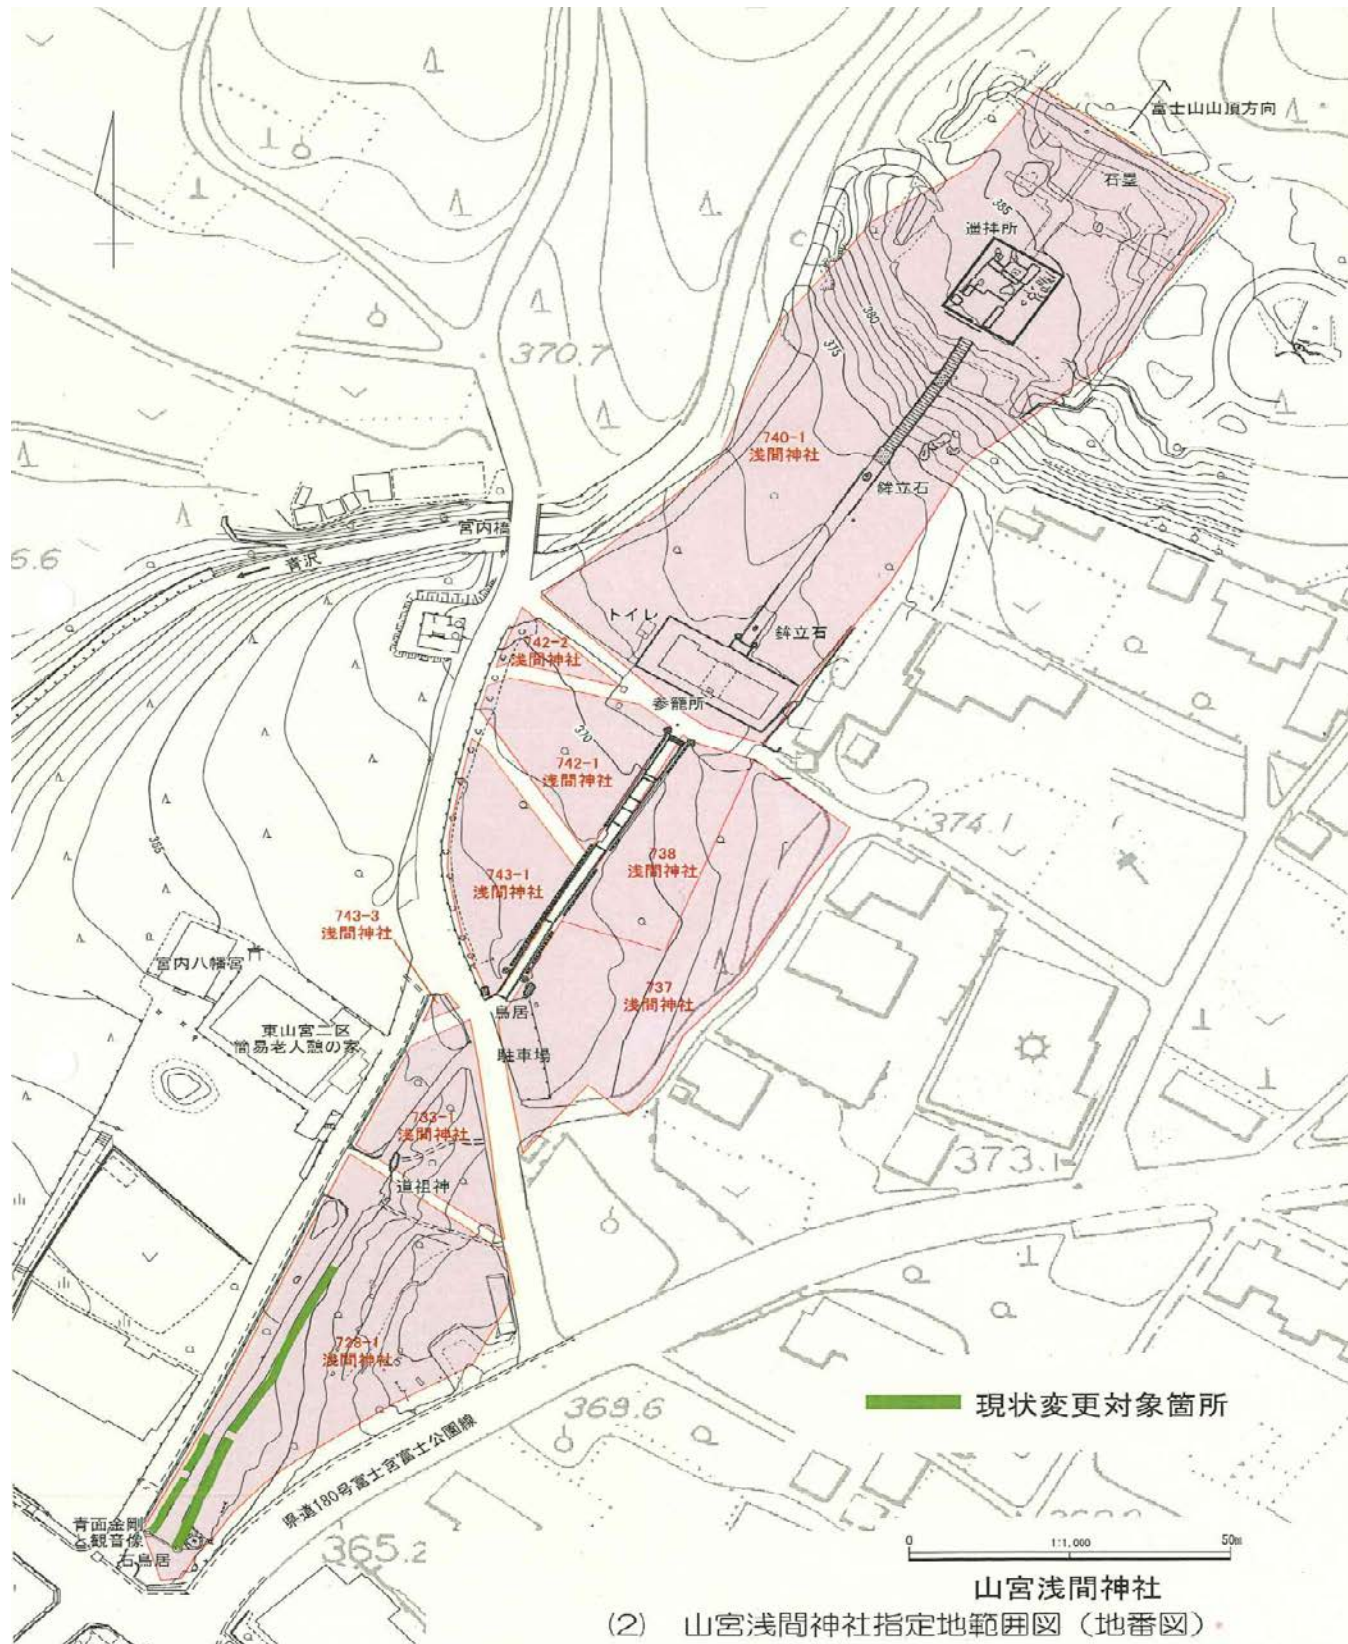 富士山山頂方向
石塁
385
遥拝所
380
375
370.7
740-1
浅間神社
鉾立石
宮内橋
青沢
トイレ
鉾立石
742-2
浅間神社
参籠所
370
742-1
浅間神社
374.1
738
浅間神社
743-1
浅間神社
365
743-3
浅間神社
宮内八幡宮
737
浅間神社
鳥居
東山宮二区
簡易老人憩の家
駐車場
733-1
浅間神社
373.1
道祖神
728-1
浅間神社
現状変更対象箇所
369.6
県道180号富士宮富士公園線
青面金剛
と観音像
石鳥居
365.2
0 1:1,000 50m
山宮浅間神社
(2) 山宮浅間神社指定地範囲図(地番図)